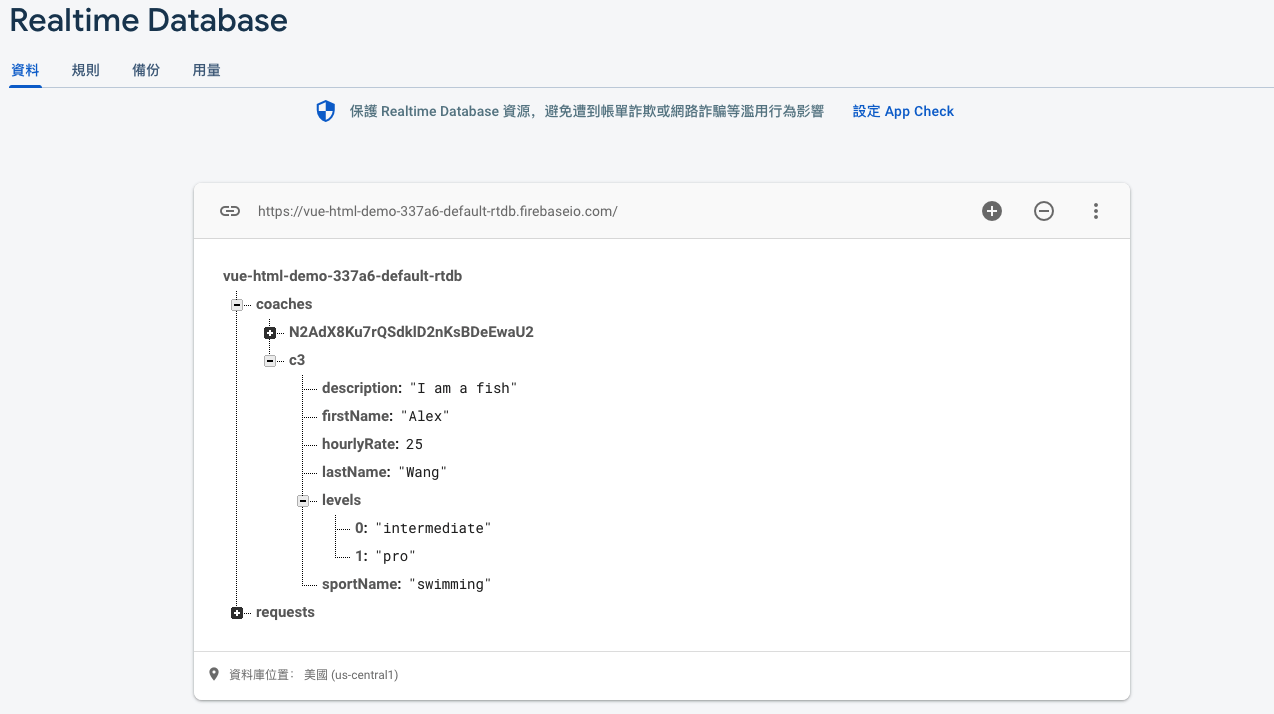 Realtime Database
資料 規則 備份 用量
保護 Realtime Database 資源，避免遭到帳單詐欺或網路詐騙等濫用行為影響 設定 App Check
https://vue-html-demo-337a6-default-rtdb.firebaseio.com/
vue-html-demo-337a6-default-rtdb
coaches
N2AdX8Ku7rQSdklD2nKsBDeEwaU2
c3
description: "I am a fish"
firstName: "Alex"
hourlyRate: 25
lastName: "Wang"
levels
0: "intermediate"
1: "pro"
sportName: "swimming"
requests
資料庫位置： 美國 (us-central1)